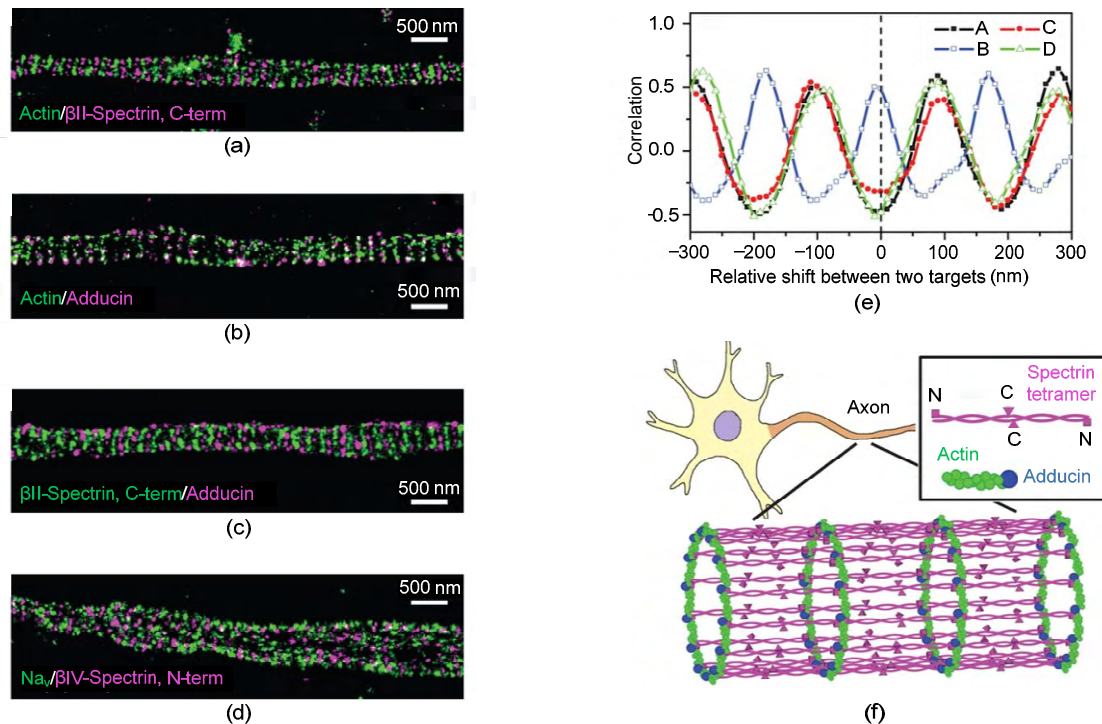 500 nm
Actin/βII-Spectrin, C-term
(a)
500 nm
Actin/Adducin
(b)
500 nm
βII-Spectrin, C-term/Adducin
(c)
500 nm
Naᵥ/βIV-Spectrin, N-term
(d)
A C
B D
1.0
0.5
0.0
-0.5
Correlation
-300 -200 -100 0 100 200 300
Relative shift between two targets (nm)
(e)
Axon
Spectrin
tetramer
N C
C N
Actin
Adducin
(f)